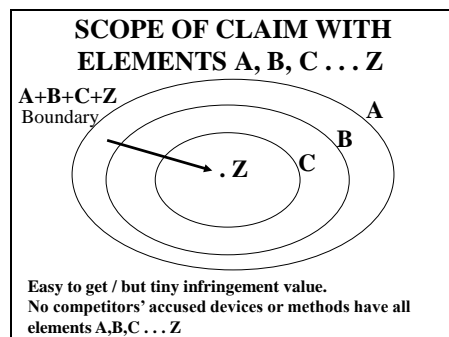 SCOPE OF CLAIM WITH
ELEMENTS A, B, C . . . Z
A+B+C+Z
Boundary
A
B
C
. Z
Easy to get / but tiny infringement value.
No competitors' accused devices or methods have all
elements A,B,C . . . Z